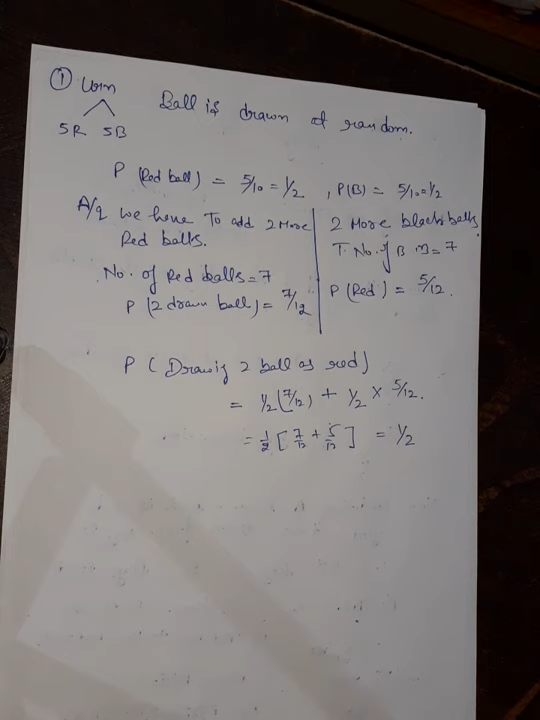 ① Urn Ball is drawn at random.
5R 5B
P (Red ball) = 5/10 = 1/2 , P(B) = 5/10 = 1/2
A/q we have To add 2 More
Red balls.
No. of Red balls = 7
P (2 drawn ball) = 7/12
2 More black balls
T. No. of B = 7
P (Red) = 5/12.
P ( Drawig 2 ball as red)
= 1/2 (7/12) + 1/2 × 5/12.
= 1/2 [ 7/12 + 5/12 ] = 1/2